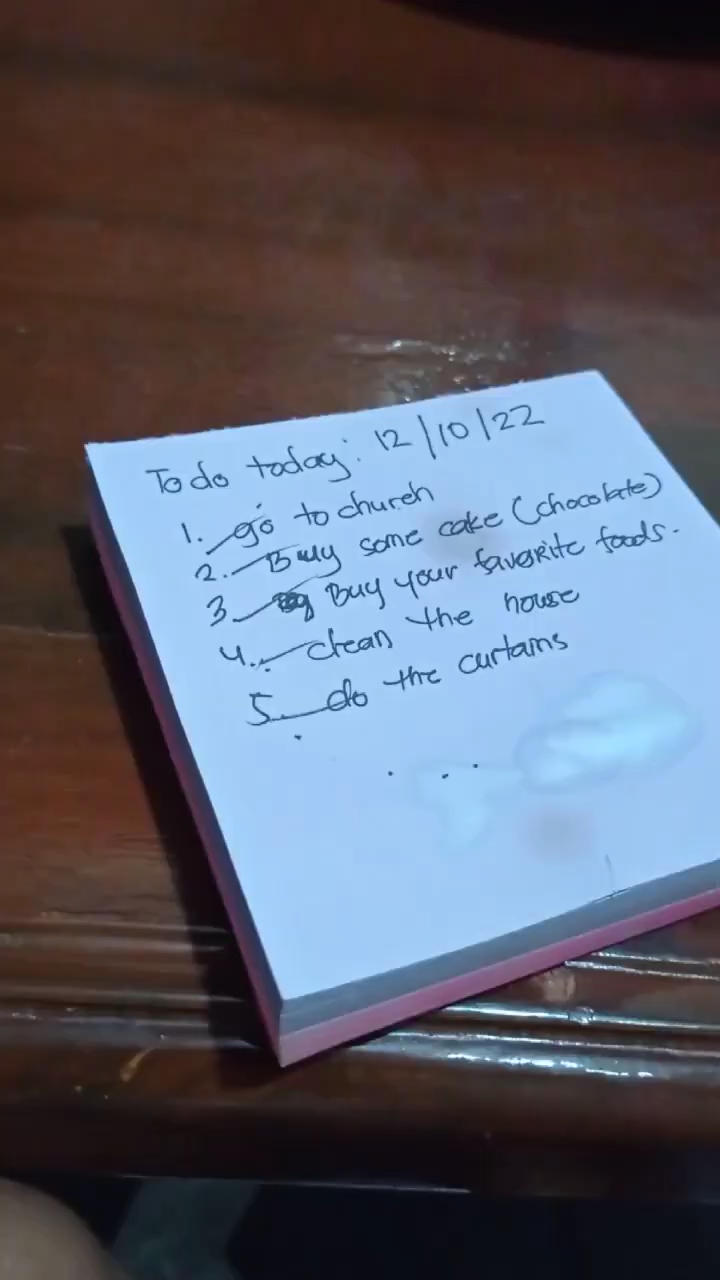 To do today: 12/10/22
1. go to church
2. Buy some cake (chocolate)
3. Buy your favorite foods.
4. clean the house
5. do the curtains